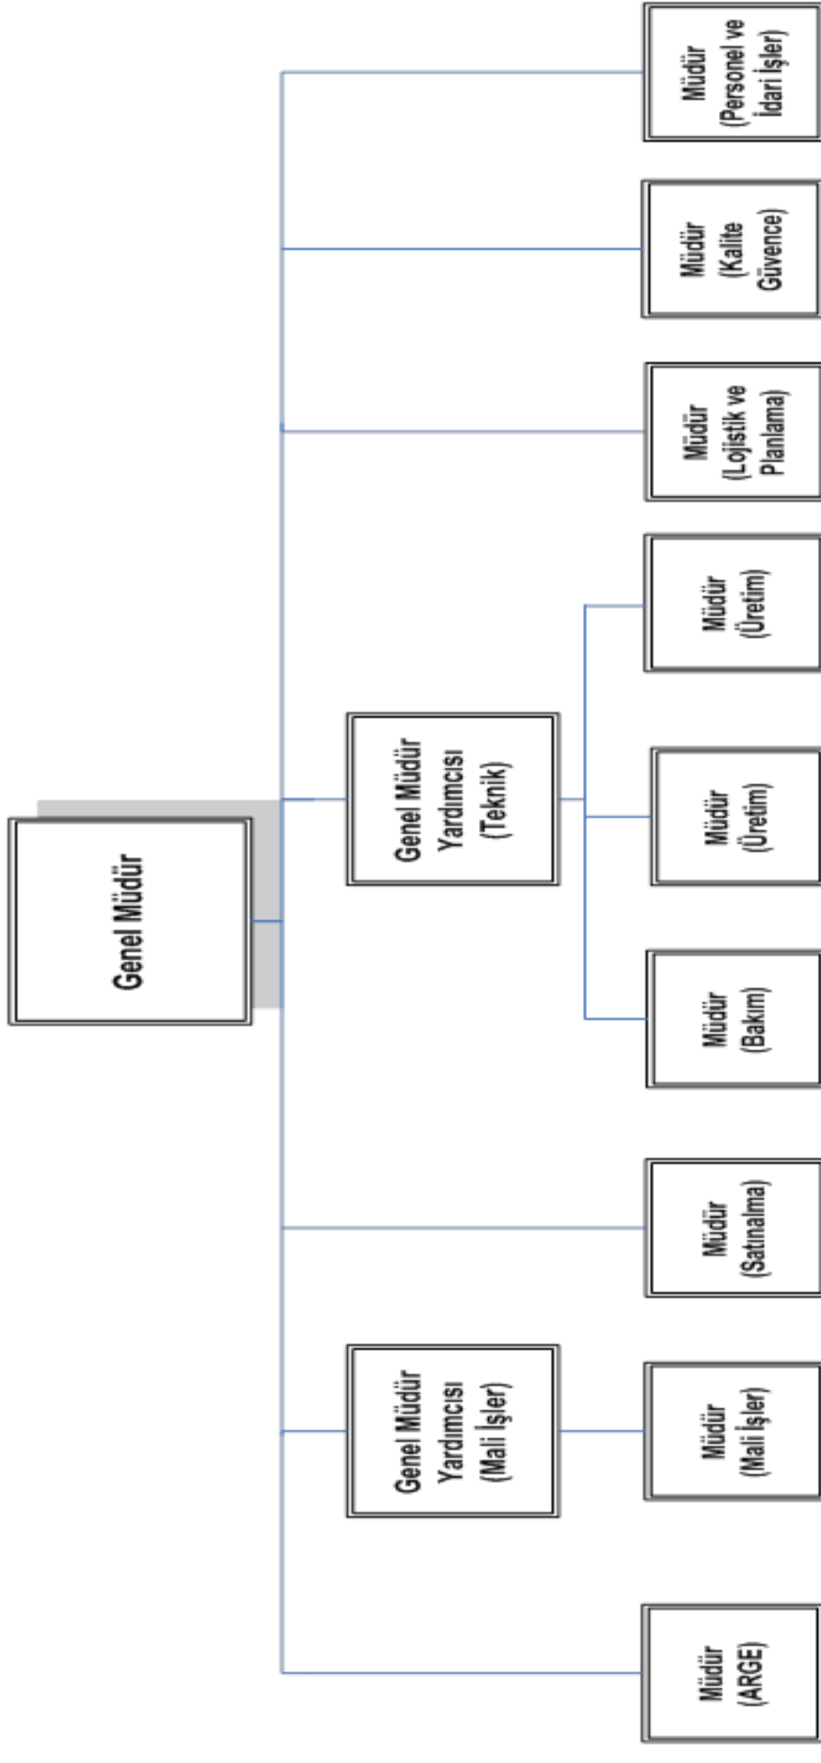 Genel Müdür
Genel Müdür
Yardımcısı
(Mali İşler)
Genel Müdür
Yardımcısı
(Teknik)
Müdür
(ARGE)
Müdür
(Mali İşler)
Müdür
(Satınalma)
Müdür
(Bakım)
Müdür
(Üretim)
Müdür
(Üretim)
Müdür
(Lojistik ve
Planlama)
Müdür
(Kalite
Güvence)
Müdür
(Personel ve
İdari İşler)